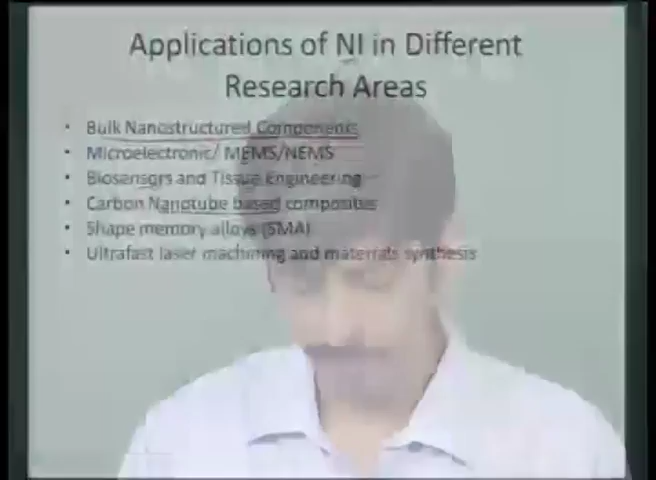 Applications of NI in Different
Research Areas
• Bulk Nanostructured Components
• Microelectronic/ MEMS/NEMS
• Biosensors and Tissue Engineering
• Carbon Nanotube based composites
• Shape memory alloys (SMA)
• Ultrafast laser machining and materials synthesis